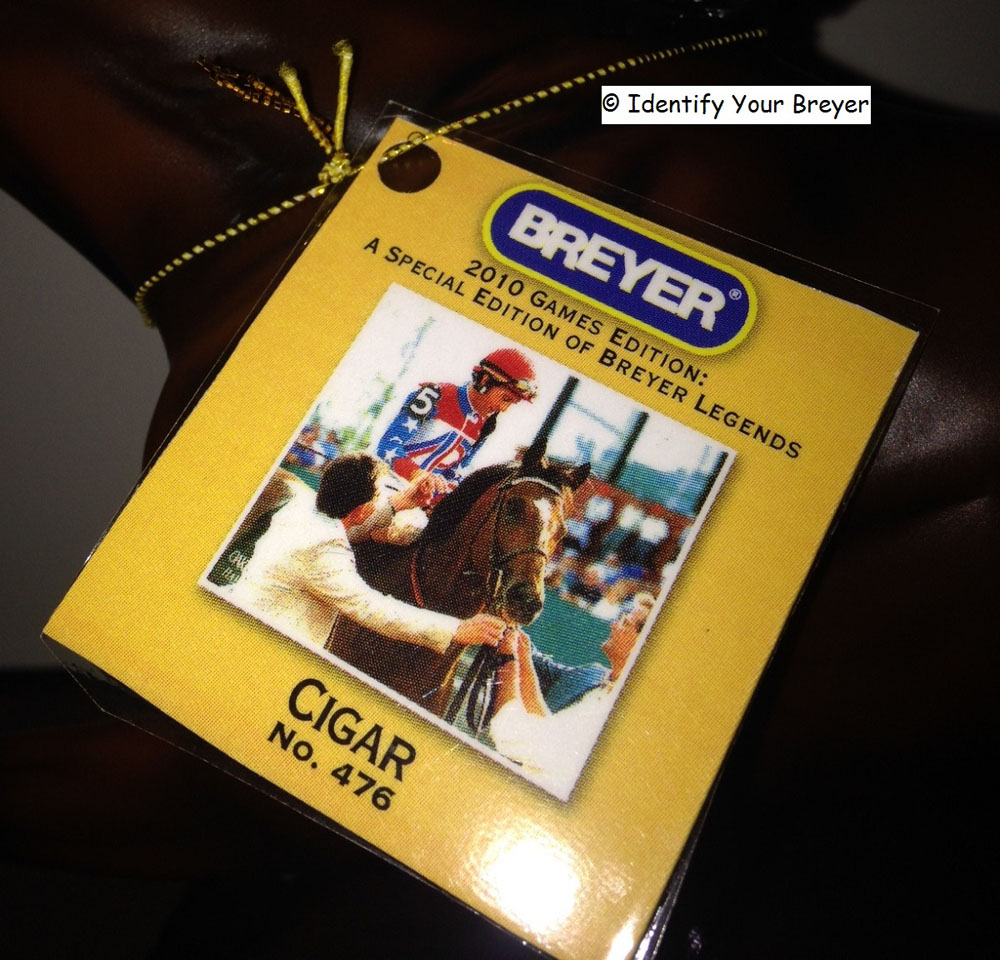 © Identify Your Breyer
BREYER®
2010 GAMES EDITION:
A SPECIAL EDITION OF BREYER LEGENDS
5
CIGAR
NO. 476